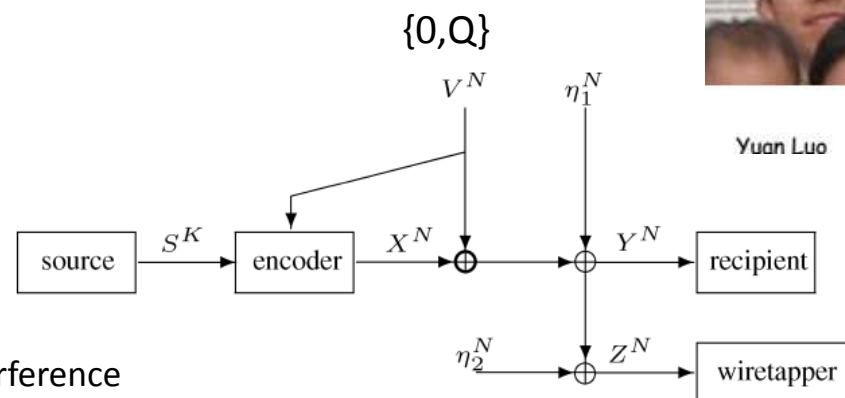 {0,Q}
V^N
η_1^N
Yuan Luo
source
S^K
encoder
X^N
Y^N
recipient
rference
η_2^N
Z^N
wiretapper